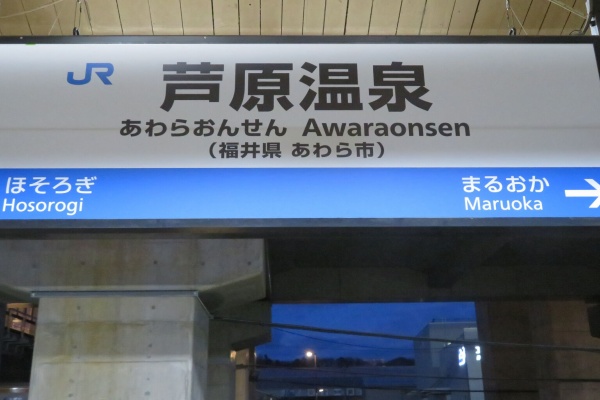 JR 芦原温泉
あわらおんせん Awaraonsen
(福井県 あわら市)
ほそろぎ まるおか →
Hosorogi Maruoka